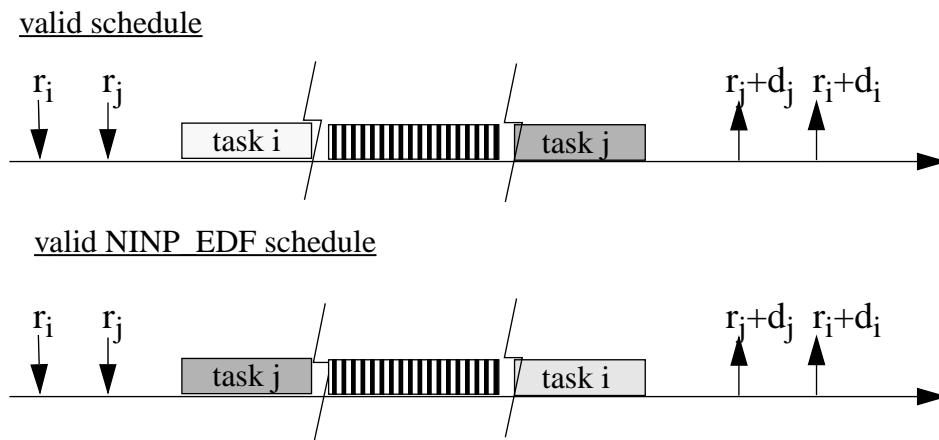 valid schedule
r_i r_j r_j+d_j r_i+d_i
task i task j
valid NINP_EDF schedule
r_i r_j r_j+d_j r_i+d_i
task j task i